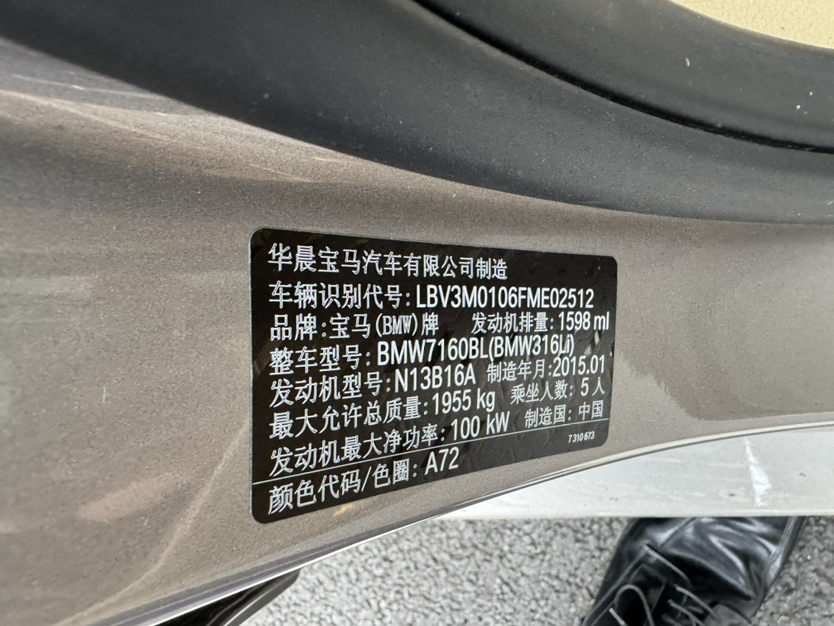 华晨宝马汽车有限公司制造
车辆识别代号: LBV3M0106FME02512
品牌: 宝马(BMW)牌 发动机排量: 1598 ml
整车型号: BMW7160BL(BMW316Li)
发动机型号: N13B16A 制造年月: 2015.01
最大允许总质量: 1955 kg 乘坐人数: 5 人
发动机最大净功率: 100 kW 制造国: 中国
7310673
颜色代码/色圈: A72